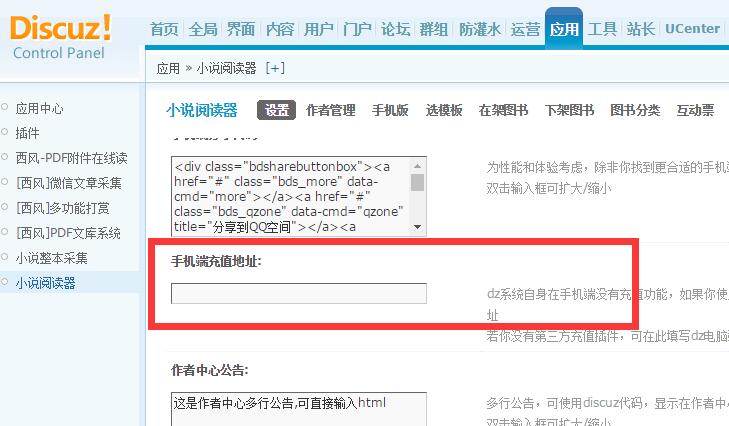 Discuz!
Control Panel
首页 全局 界面 内容 用户 门户 论坛 群组 防灌水 运营 应用 工具 站长 UCenter
应用 » 小说阅读器 [+]
应用中心
插件
西风-PDF附件在线读
[西风]微信文章采集
[西风]多功能打赏
[西风]PDF文库系统
小说整本采集
小说阅读器
小说阅读器 设置 作者管理 手机版 选模板 在架图书 下架图书 图书分类 互动票
<div class="bdsharebuttonbox"><a
href="#" class="bds_more" data-
cmd="more"></a><a href="#"
class="bds_qzone" data-cmd="qzone"
title="分享到QQ空间"></a><a
为性能和体验考虑，除非你找到更合适的手机端
双击输入框可扩大/缩小
手机端充值地址:
dz系统自身在手机端没有充值功能，如果你使
址
若你没有第三方充值插件，可在此填写dz电脑
作者中心公告:
这是作者中心多行公告,可直接输入html
多行公告，可使用discuz代码，显示在作者中
双击输入框可扩大/缩小